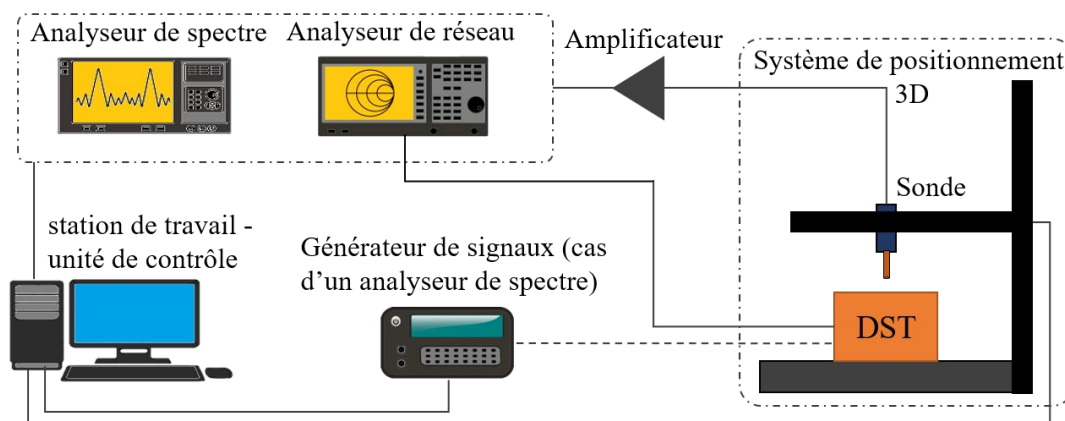 Analyseur de spectre
Analyseur de réseau
Amplificateur
Système de positionnement
3D
Sonde
station de travail -
unité de contrôle
Générateur de signaux (cas
d’un analyseur de spectre)
DST